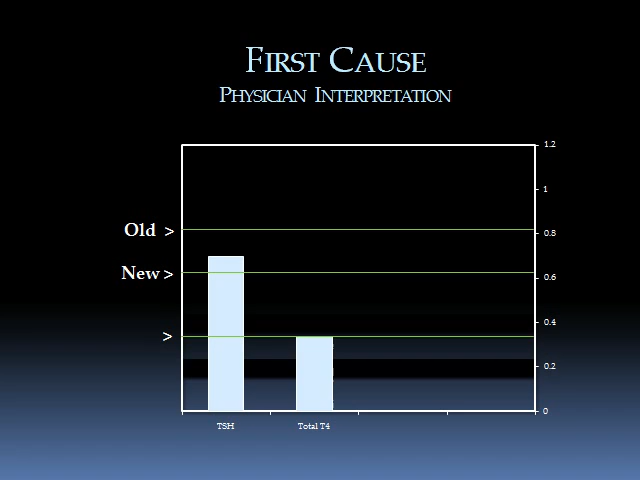 First Cause
Physician Interpretation
1.2
1
Old >
0.8
New >
0.6
>
0.4
0.2
0
TSH
Total T4